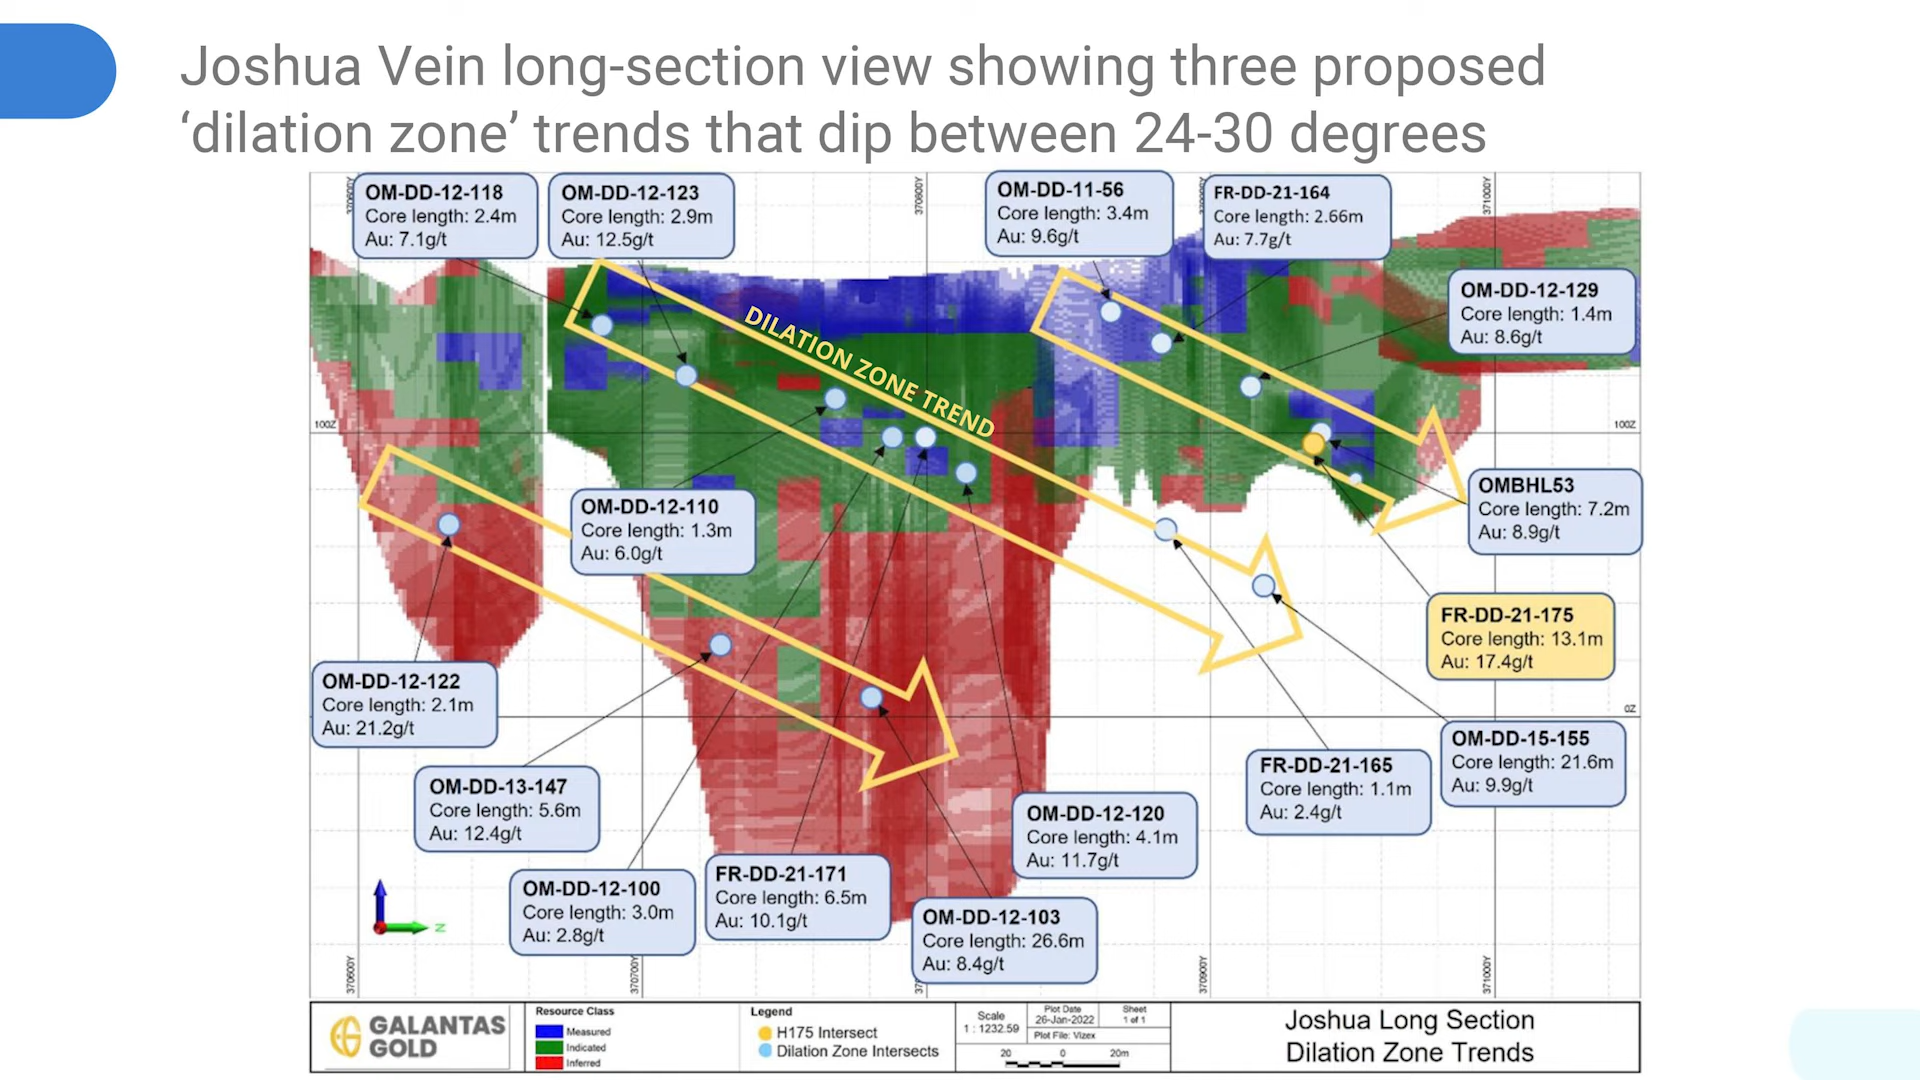 Joshua Vein long-section view showing three proposed
‘dilation zone’ trends that dip between 24-30 degrees
OM-DD-12-118
Core length: 2.4m
Au: 7.1g/t
OM-DD-12-123
Core length: 2.9m
Au: 12.5g/t
370800Y
OM-DD-11-56
Core length: 3.4m
Au: 9.6g/t
FR-DD-21-164
Core length: 2.66m
Au: 7.7g/t
371000Y
OM-DD-12-129
Core length: 1.4m
Au: 8.6g/t
DILATION ZONE TREND
100Z
100Z
OM-DD-12-110
Core length: 1.3m
Au: 6.0g/t
OMBHL53
Core length: 7.2m
Au: 8.9g/t
FR-DD-21-175
Core length: 13.1m
Au: 17.4g/t
OM-DD-12-122
Core length: 2.1m
Au: 21.2g/t
0Z
OM-DD-15-155
Core length: 21.6m
Au: 9.9g/t
FR-DD-21-165
Core length: 1.1m
Au: 2.4g/t
OM-DD-13-147
Core length: 5.6m
Au: 12.4g/t
OM-DD-12-120
Core length: 4.1m
Au: 11.7g/t
OM-DD-12-100
Core length: 3.0m
Au: 2.8g/t
FR-DD-21-171
Core length: 6.5m
Au: 10.1g/t
OM-DD-12-103
Core length: 26.6m
Au: 8.4g/t
N
370600Y
370700Y
370900Y
371000Y
GALANTAS
GOLD
Resource Class
Measured
Indicated
Inferred
Legend
H175 Intersect
Dilation Zone Intersects
Scale
1 : 1232.59
Plot Date
26-Jan-2022
Sheet
1 of 1
Plot File: Vizex
20 0 20m
Joshua Long Section
Dilation Zone Trends